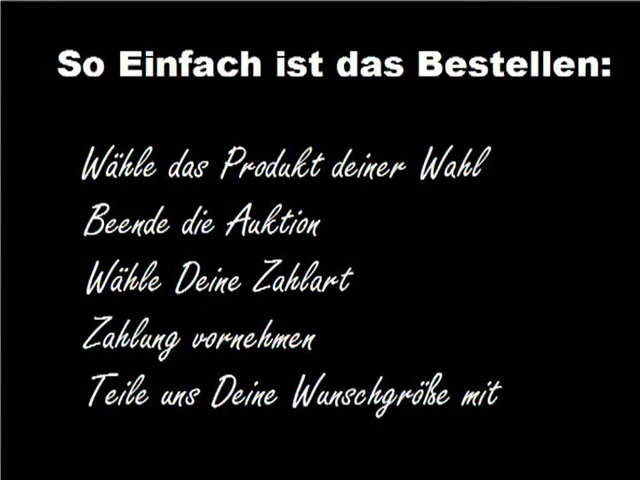 So Einfach ist das Bestellen:
Wähle das Produkt deiner Wahl
Beende die Auktion
Wähle Deine Zahlart
Zahlung vornehmen
Teile uns Deine Wunschgröße mit